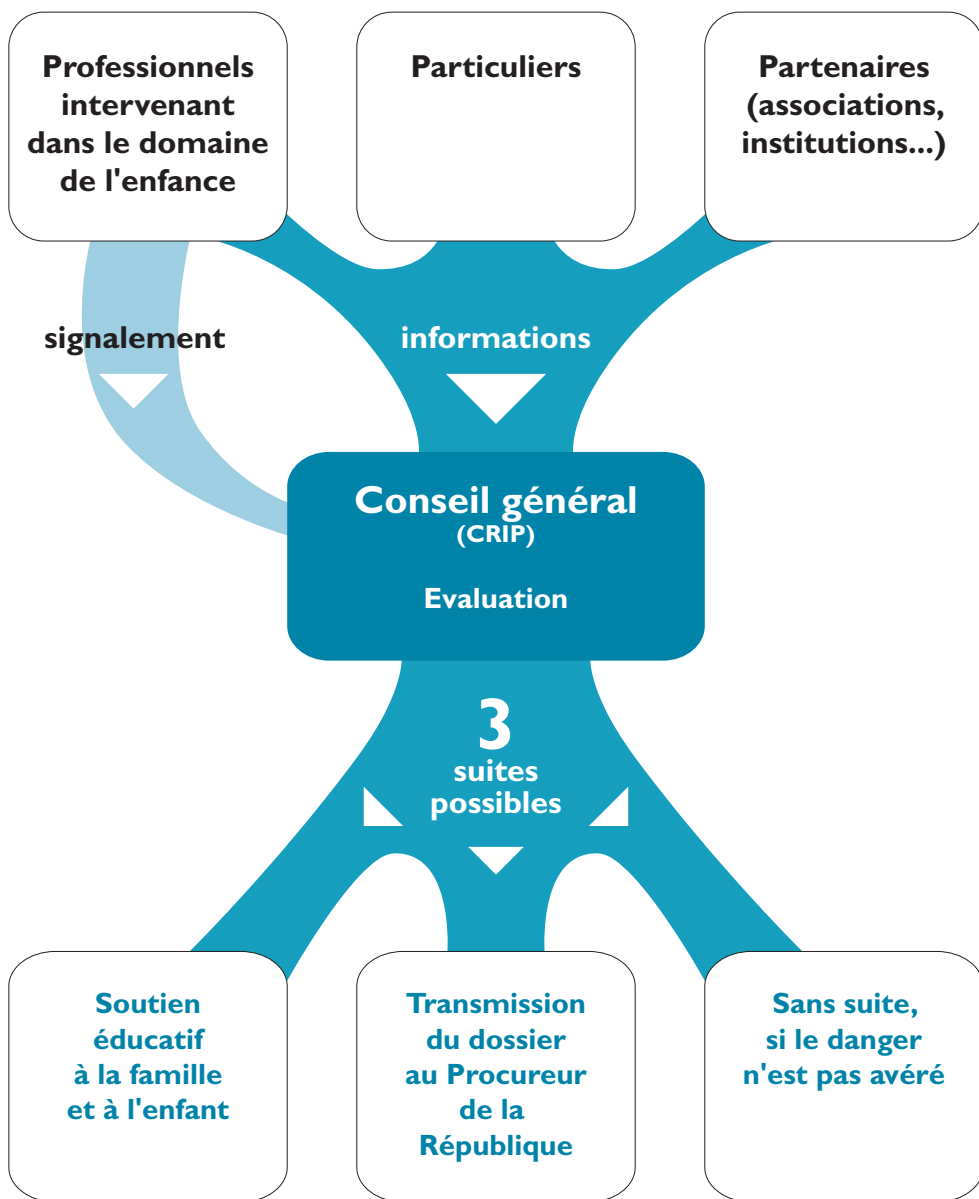 Professionnels
intervenant
dans le domaine
de l'enfance
Particuliers
Partenaires
(associations,
institutions...)
signalement
informations
Conseil général
(CRIP)
Evaluation
3
suites
possibles
Soutien
éducatif
à la famille
et à l'enfant
Transmission
du dossier
au Procureur
de la
République
Sans suite,
si le danger
n'est pas avéré